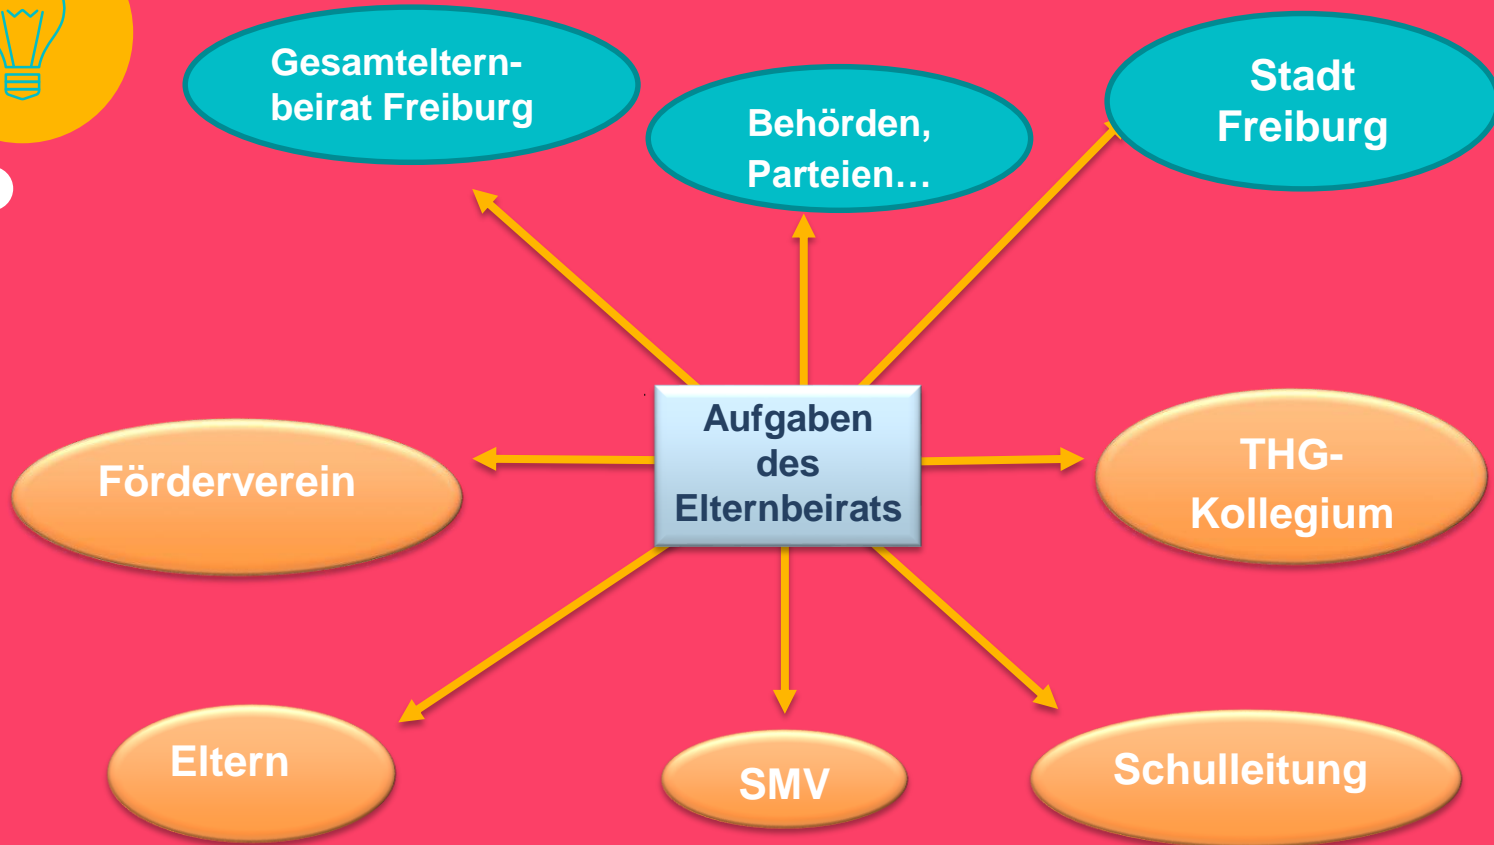 Gesamteltern-
beirat Freiburg
Behörden,
Parteien…
Stadt
Freiburg
Aufgaben
des
Elternbeirats
Förderverein
THG-
Kollegium
Eltern
SMV
Schulleitung